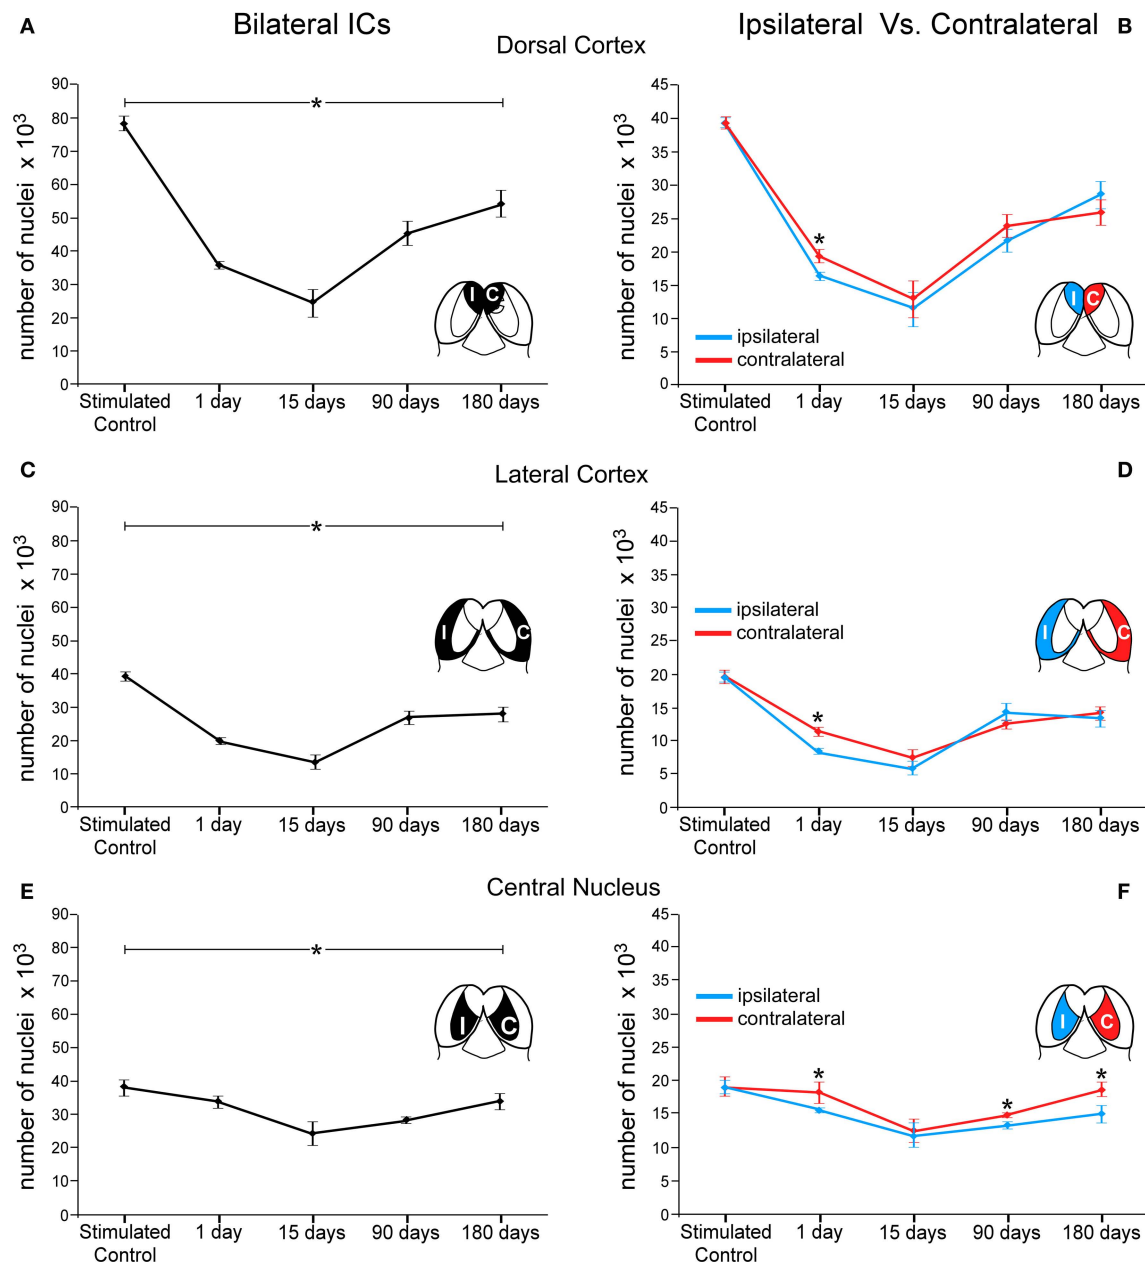 A
Bilateral ICs
Ipsilateral Vs. Contralateral
B
Dorsal Cortex
90
80
70
60
50
40
30
20
10
0
number of nuclei x 10³
*
I C
Stimulated Control
1 day
15 days
90 days
180 days
45
40
35
30
25
20
15
10
5
0
number of nuclei x 10³
*
ipsilateral
contralateral
I C
Stimulated Control
1 day
15 days
90 days
180 days
C
Lateral Cortex
D
90
80
70
60
50
40
30
20
10
0
number of nuclei x 10³
*
I C
Stimulated Control
1 day
15 days
90 days
180 days
45
40
35
30
25
20
15
10
5
0
number of nuclei x 10³
ipsilateral
contralateral
*
I C
Stimulated Control
1 day
15 days
90 days
180 days
E
Central Nucleus
F
90
80
70
60
50
40
30
20
10
0
number of nuclei x 10³
*
I C
Stimulated Control
1 day
15 days
90 days
180 days
45
40
35
30
25
20
15
10
5
0
number of nuclei x 10³
ipsilateral
contralateral
I C
*
*
*
Stimulated Control
1 day
15 days
90 days
180 days